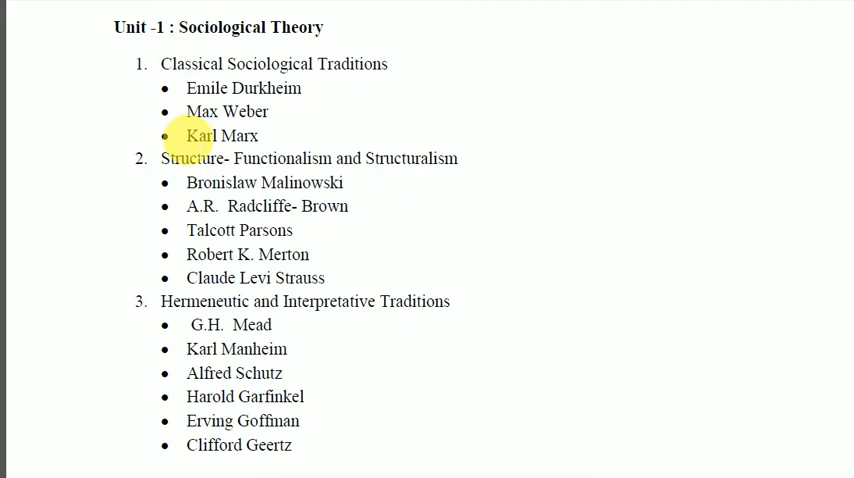 Unit -1 : Sociological Theory
1. Classical Sociological Traditions
• Emile Durkheim
• Max Weber
• Karl Marx
2. Structure- Functionalism and Structuralism
• Bronislaw Malinowski
• A.R. Radcliffe- Brown
• Talcott Parsons
• Robert K. Merton
• Claude Levi Strauss
3. Hermeneutic and Interpretative Traditions
• G.H. Mead
• Karl Manheim
• Alfred Schutz
• Harold Garfinkel
• Erving Goffman
• Clifford Geertz